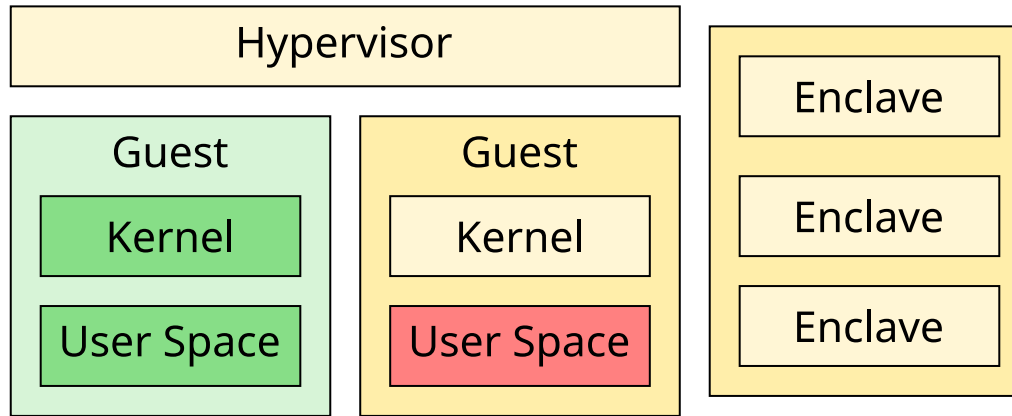 Hypervisor
Guest
Kernel
User Space
Guest
Kernel
User Space
Enclave
Enclave
Enclave